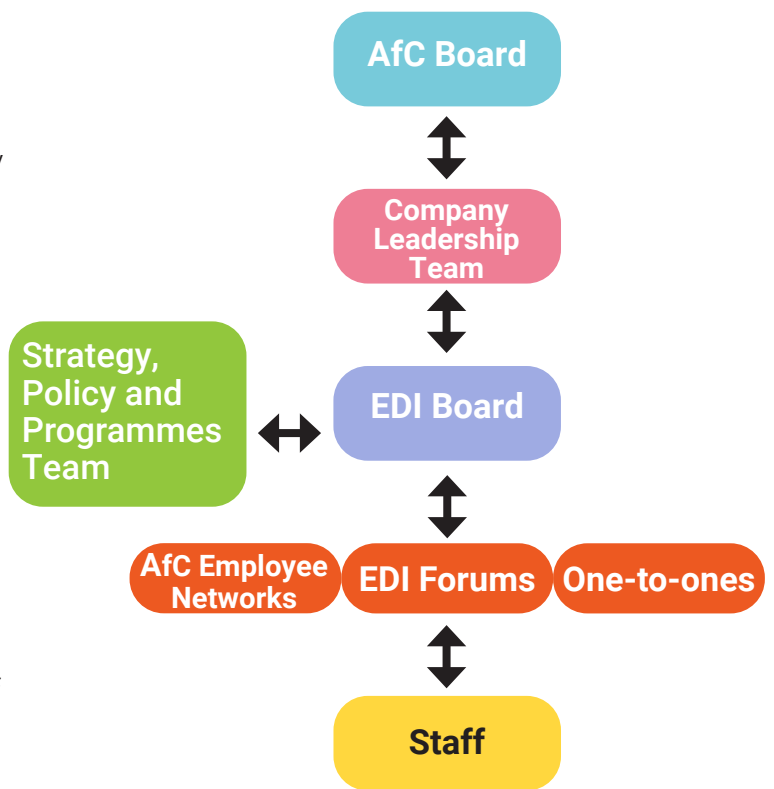 AfC Board
Company
Leadership
Team
Strategy,
Policy and
Programmes
Team
EDI Board
AfC Employee
Networks
EDI Forums
One-to-ones
Staff